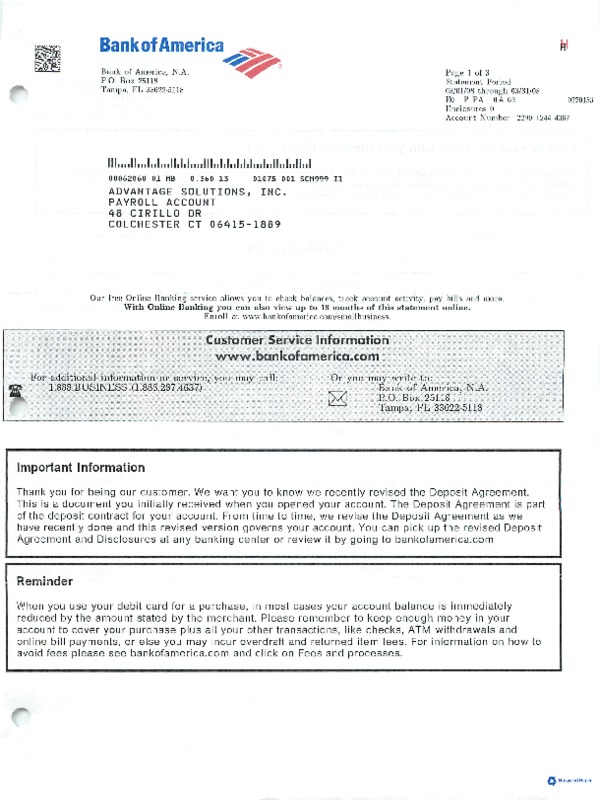 Bank of America
H
Bank of America, N.A.
P.O. Box 25118
Tampa, FL 33622-5118
Page 1 of 3
Statement Period
03/01/08 through 03/31/08
E0 P PA 0A 63
Enclosures 0
Account Number
00062060 01 MB 0.360 13 01075 001 SCM999 I1
ADVANTAGE SOLUTIONS, INC.
PAYROLL ACCOUNT
48 CIRILLO DR
COLCHESTER CT 06415-1889
Our free Online Banking service allows you to check balances, track account activity, pay bills and more.
With Online Banking you can also view up to 18 months of this statement online.
Enroll at www.bankofamerica.com/smallbusiness.
Customer Service Information
www.bankofamerica.com
For additional information or service, you may call:
1.888.BUSINESS (1.888.287.4637)
Or you may write to:
Bank of America, N.A.
P.O. Box 25118
Tampa, FL 33622-5118
Important Information
Thank you for being our customer. We want you to know we recently revised the Deposit Agreement.
This is a document you initially received when you opened your account. The Deposit Agreement is part
of the deposit contract for your account. From time to time, we revise the Deposit Agreement as we
have recently done and this revised version governs your account. You can pick up the revised Deposit
Agreement and Disclosures at any banking center or review it by going to bankofamerica.com
Reminder
When you use your debit card for a purchase, in most cases your account balance is immediately
reduced by the amount stated by the merchant. Please remember to keep enough money in your
account to cover your purchase plus all your other transactions, like checks, ATM withdrawals and
online bill payments, or else you may incur overdraft and returned item fees. For information on how to
avoid fees please see bankofamerica.com and click on Fees and processes.
Recycled Paper